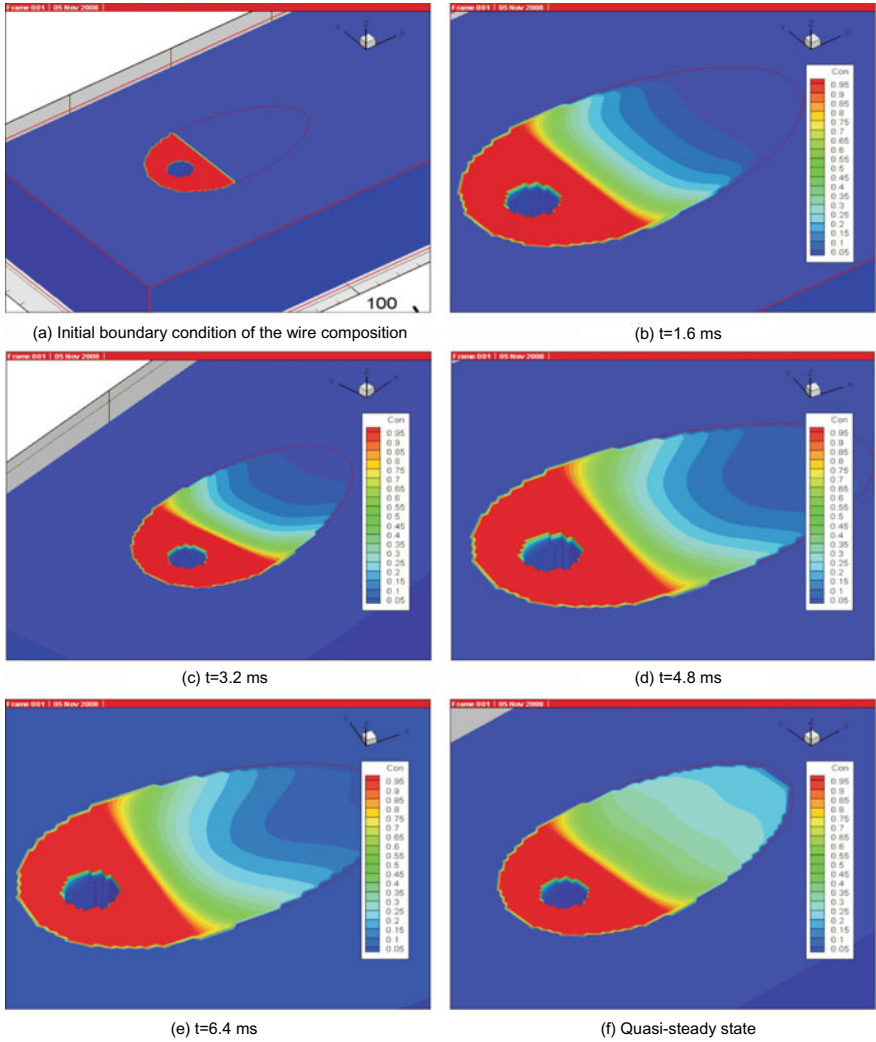 Frame 001 | 05 Nov 2008
Z
Y
X
100
(a) Initial boundary condition of the wire composition
Frame 001 | 05 Nov 2008
Z
Y
X
Con
0.95
0.9
0.85
0.8
0.75
0.7
0.65
0.6
0.55
0.5
0.45
0.4
0.35
0.3
0.25
0.2
0.15
0.1
0.05
(b) t=1.6 ms
Frame 001 | 05 Nov 2008
Z
Y
X
Con
0.95
0.9
0.85
0.8
0.75
0.7
0.65
0.6
0.55
0.5
0.45
0.4
0.35
0.3
0.25
0.2
0.15
0.1
0.05
(c) t=3.2 ms
Frame 001 | 05 Nov 2008
Z
Y
X
Con
0.95
0.9
0.85
0.8
0.75
0.7
0.65
0.6
0.55
0.5
0.45
0.4
0.35
0.3
0.25
0.2
0.15
0.1
0.05
(d) t=4.8 ms
Frame 001 | 05 Nov 2008
Z
Y
X
Con
0.95
0.9
0.85
0.8
0.75
0.7
0.65
0.6
0.55
0.5
0.45
0.4
0.35
0.3
0.25
0.2
0.15
0.1
0.05
(e) t=6.4 ms
Frame 001 | 05 Nov 2008
Z
Y
X
Con
0.95
0.9
0.85
0.8
0.75
0.7
0.65
0.6
0.55
0.5
0.45
0.4
0.35
0.3
0.25
0.2
0.15
0.1
0.05
(f) Quasi-steady state